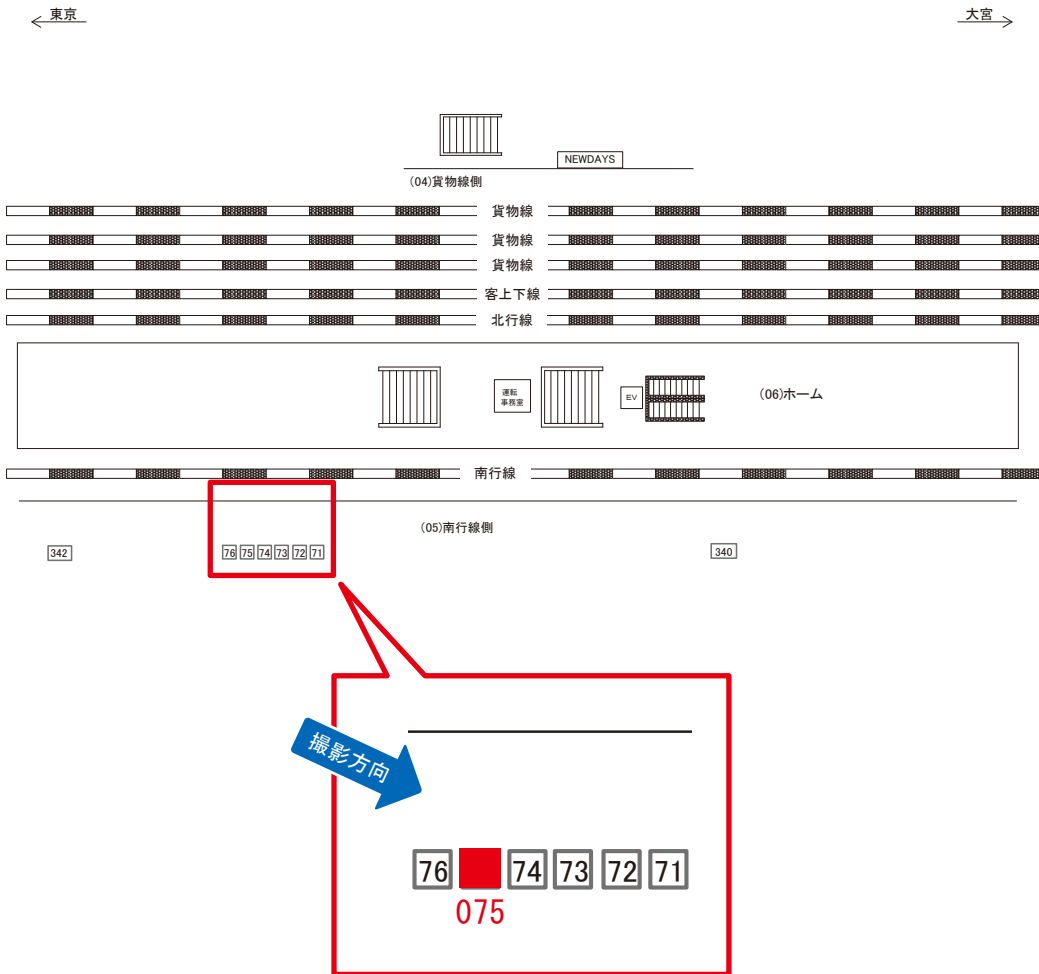 東京
大宮
NEWDAYS
(04)貨物線側
貨物線
貨物線
貨物線
客上下線
北行線
運転
事務室
EV
(06)ホーム
南行線
(05)南行線側
342
76 75 74 73 72 71
340
撮影方向
76 74 73 72 71
075